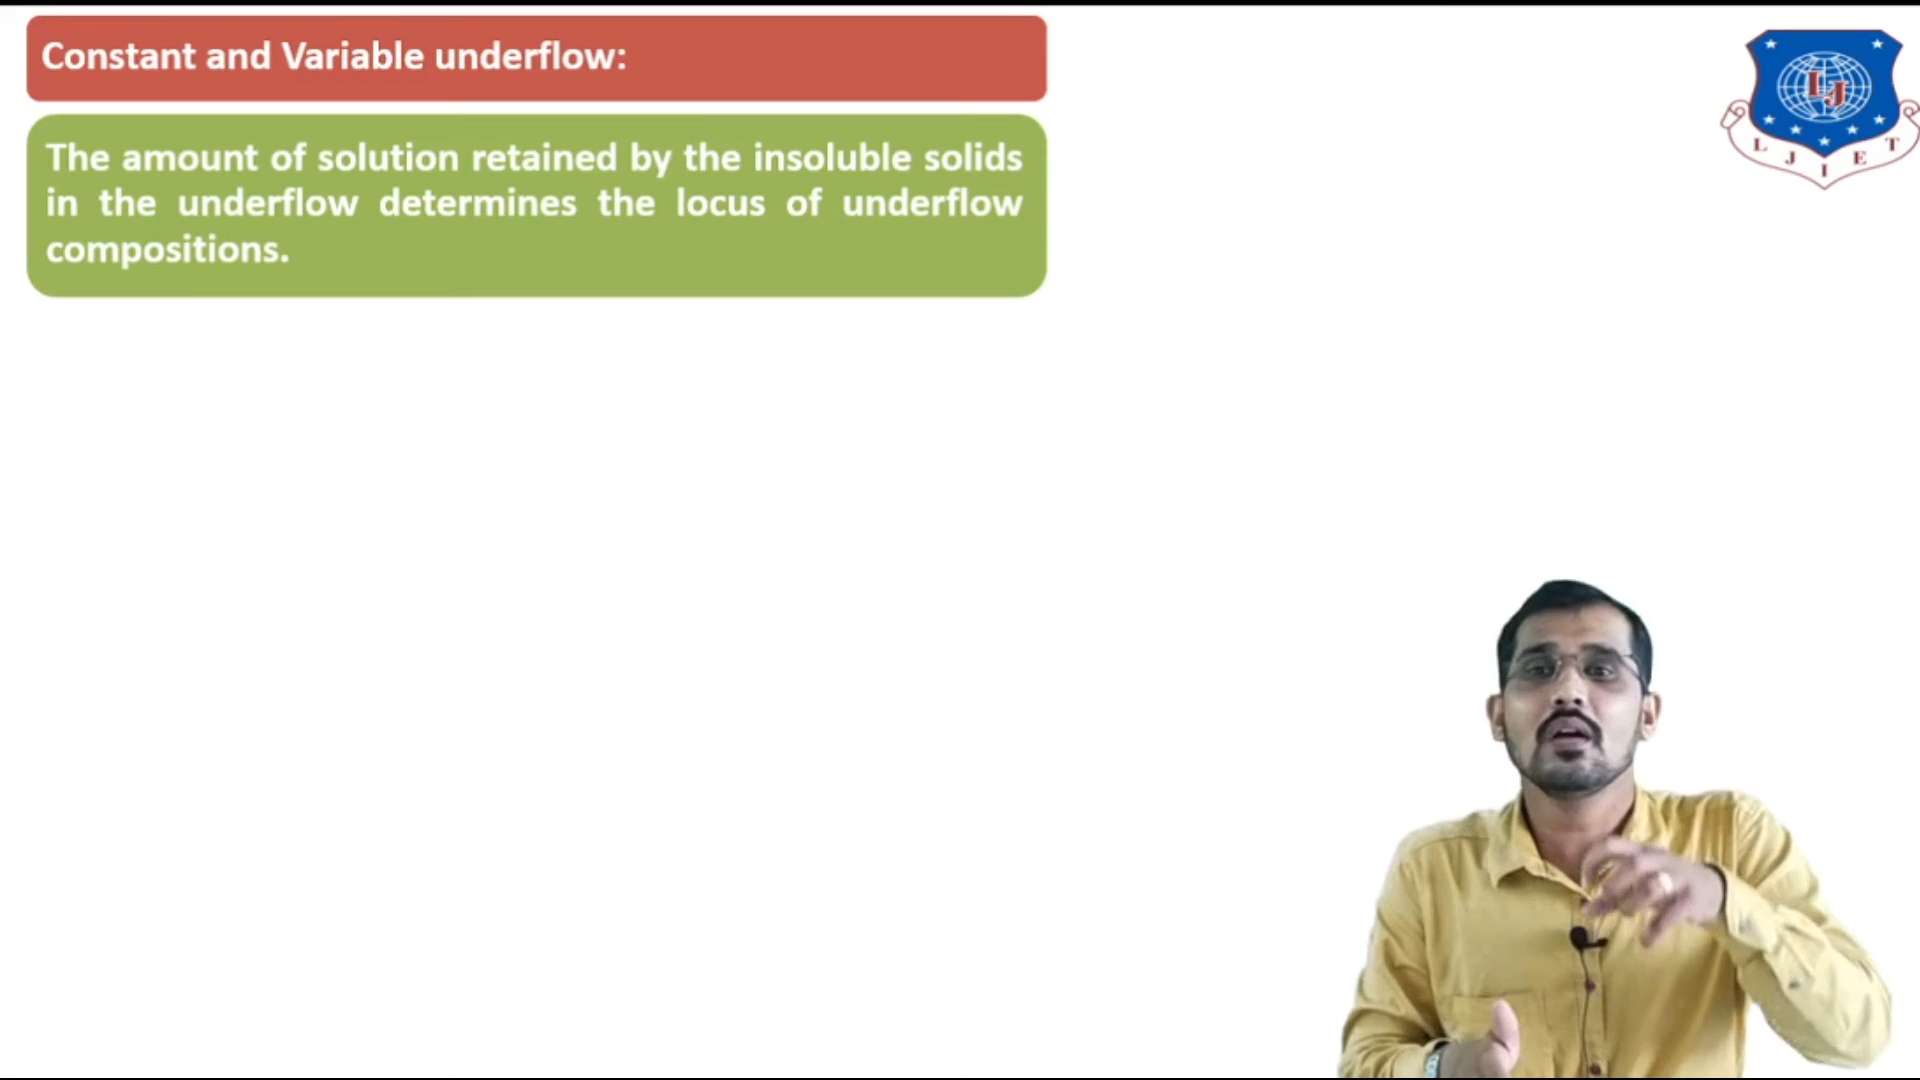 Constant and Variable underflow:
The amount of solution retained by the insoluble solids
in the underflow determines the locus of underflow
compositions.
LJ
L J I E T